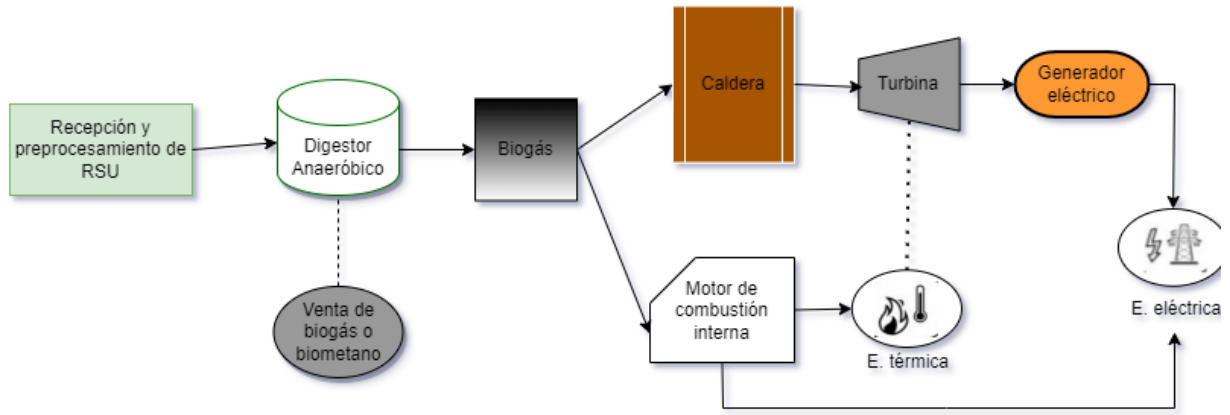 Recepción y
preprocesamiento de
RSU
Digestor
Anaeróbico
Biogás
Caldera
Turbina
Generador
eléctrico
Venta de
biogás o
biometano
Motor de
combustión
interna
E. térmica
E. eléctrica